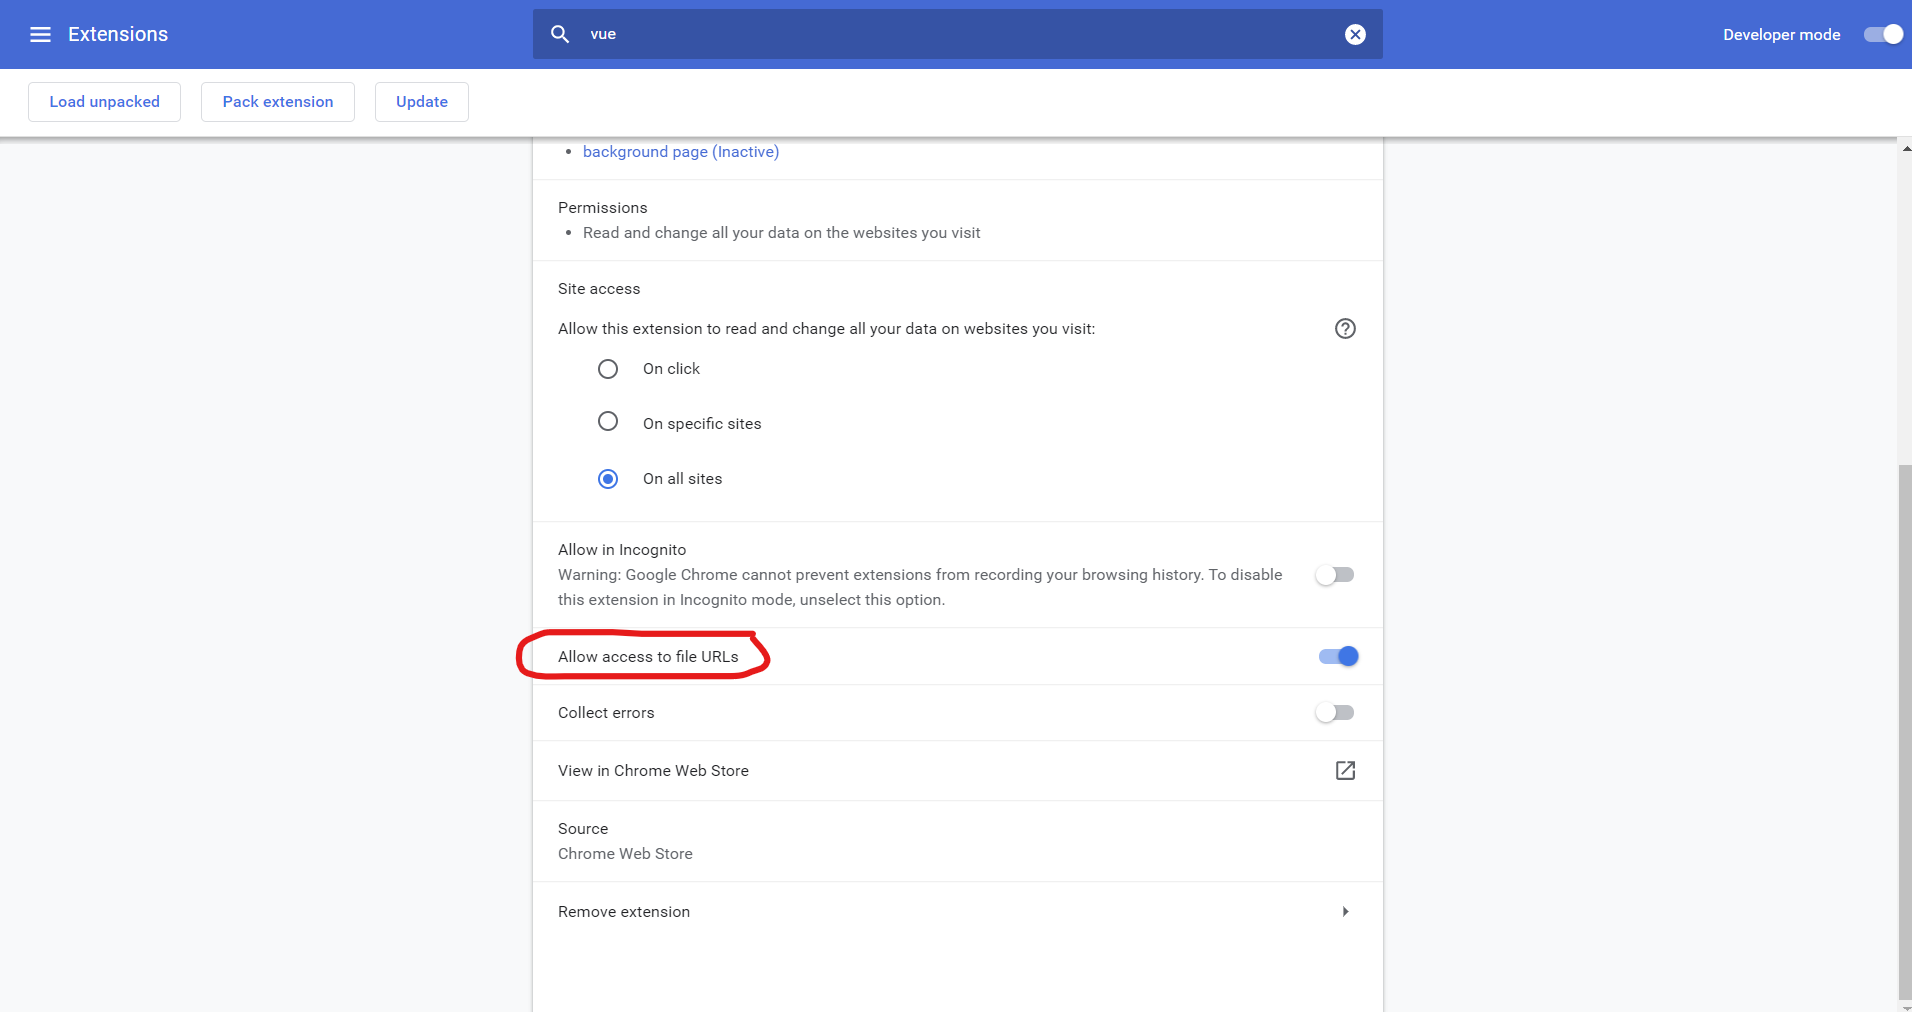 Extensions
vue
Developer mode
Load unpacked
Pack extension
Update
background page (Inactive)
Permissions
Read and change all your data on the websites you visit
Site access
Allow this extension to read and change all your data on websites you visit:
On click
On specific sites
On all sites
Allow in Incognito
Warning: Google Chrome cannot prevent extensions from recording your browsing history. To disable
this extension in Incognito mode, unselect this option.
Allow access to file URLs
Collect errors
View in Chrome Web Store
Source
Chrome Web Store
Remove extension